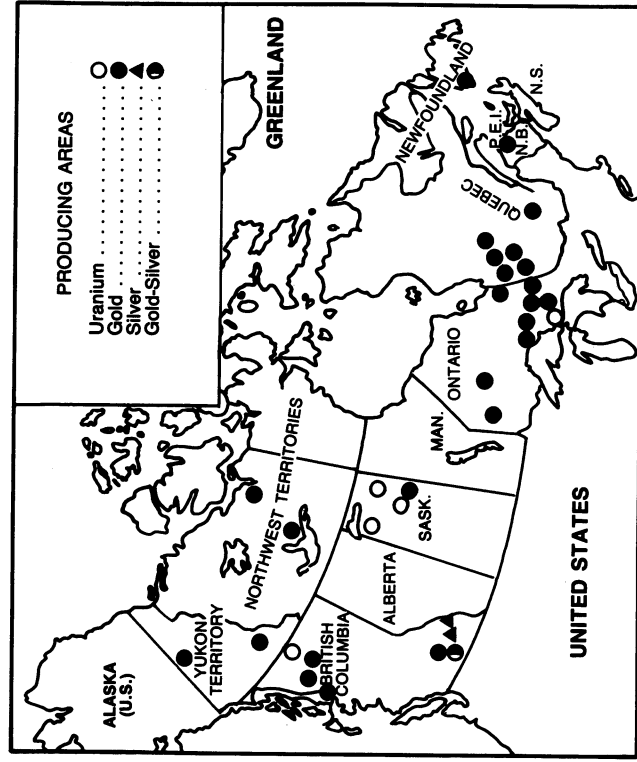 PRODUCING AREAS
Uranium
Gold
Silver
Gold-Silver
GREENLAND
ALASKA
(U.S.)
YUKON
TERRITORY
NORTHWEST TERRITORIES
BRITISH
COLUMBIA
ALBERTA
SASK.
MAN.
ONTARIO
QUEBEC
NEWFOUNDLAND
P.E.I.
N.B.
N.S.
UNITED STATES